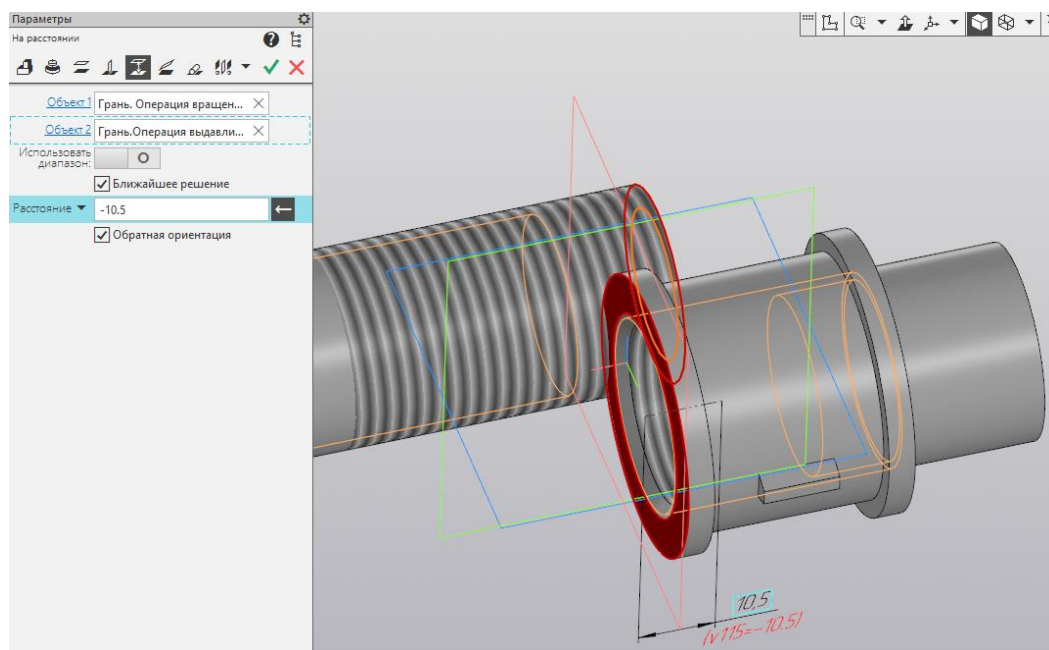 Параметры
На расстоянии
Объект 1 Грань. Операция вращен...
Объект 2 Грань.Операция выдавли...
Использовать
диапазон:
Ближайшее решение
Расстояние -10.5
Обратная ориентация
10,5
(v115=-10.5)